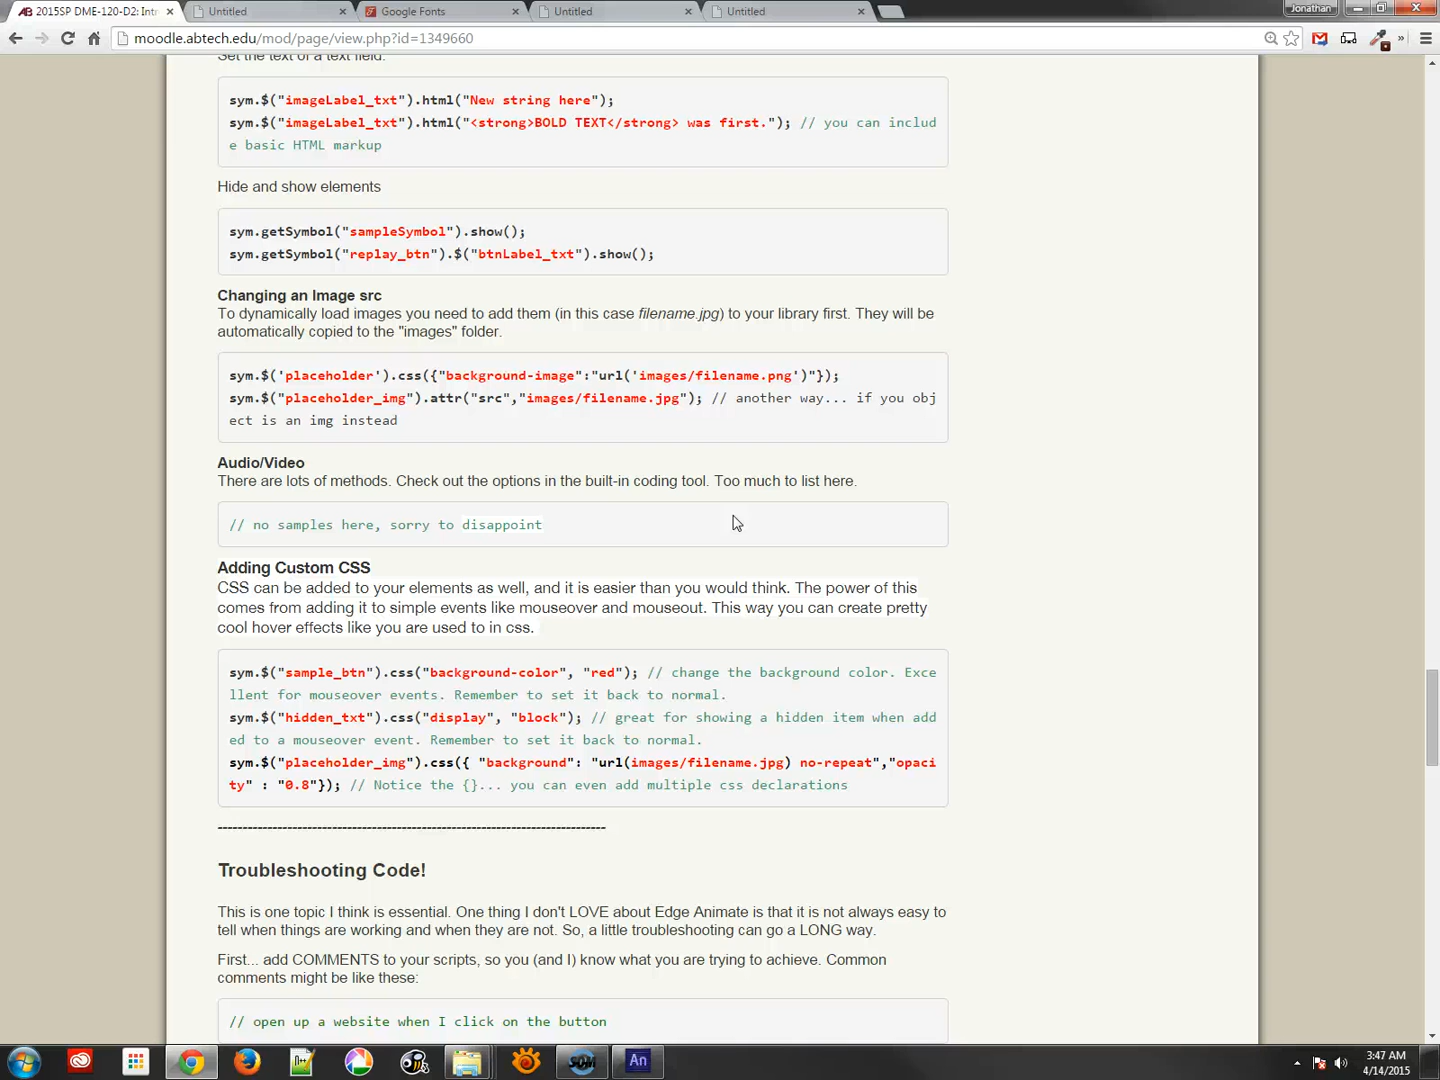 2015SP DME-120-D2: Intr
Untitled
Google Fonts
Untitled
Untitled
Jonathan
moodle.abtech.edu/mod/page/view.php?id=1349660
Set the text of a text field.
sym.$("imageLabel_txt").html("New string here");
sym.$("imageLabel_txt").html("<strong>BOLD TEXT</strong> was first."); // you can includ
e basic HTML markup
Hide and show elements
sym.getSymbol("sampleSymbol").show();
sym.getSymbol("replay_btn").$("btnLabel_txt").show();
Changing an Image src
To dynamically load images you need to add them (in this case filename.jpg) to your library first. They will be
automatically copied to the "images" folder.
sym.$('placeholder').css({"background-image":"url('images/filename.png')"});
sym.$("placeholder_img").attr("src","images/filename.jpg"); // another way... if you obj
ect is an img instead
Audio/Video
There are lots of methods. Check out the options in the built-in coding tool. Too much to list here.
// no samples here, sorry to disappoint
Adding Custom CSS
CSS can be added to your elements as well, and it is easier than you would think. The power of this
comes from adding it to simple events like mouseover and mouseout. This way you can create pretty
cool hover effects like you are used to in css.
sym.$("sample_btn").css("background-color", "red"); // change the background color. Exce
llent for mouseover events. Remember to set it back to normal.
sym.$("hidden_txt").css("display", "block"); // great for showing a hidden item when add
ed to a mouseover event. Remember to set it back to normal.
sym.$("placeholder_img").css({ "background": "url(images/filename.jpg) no-repeat","opaci
ty" : "0.8"}); // Notice the {}... you can even add multiple css declarations
-------------------------------------------------------------------------------
Troubleshooting Code!
This is one topic I think is essential. One thing I don't LOVE about Edge Animate is that it is not always easy to
tell when things are working and when they are not. So, a little troubleshooting can go a LONG way.
First... add COMMENTS to your scripts, so you (and I) know what you are trying to achieve. Common
comments might be like these:
// open up a website when I click on the button
An
3:47 AM
4/14/2015